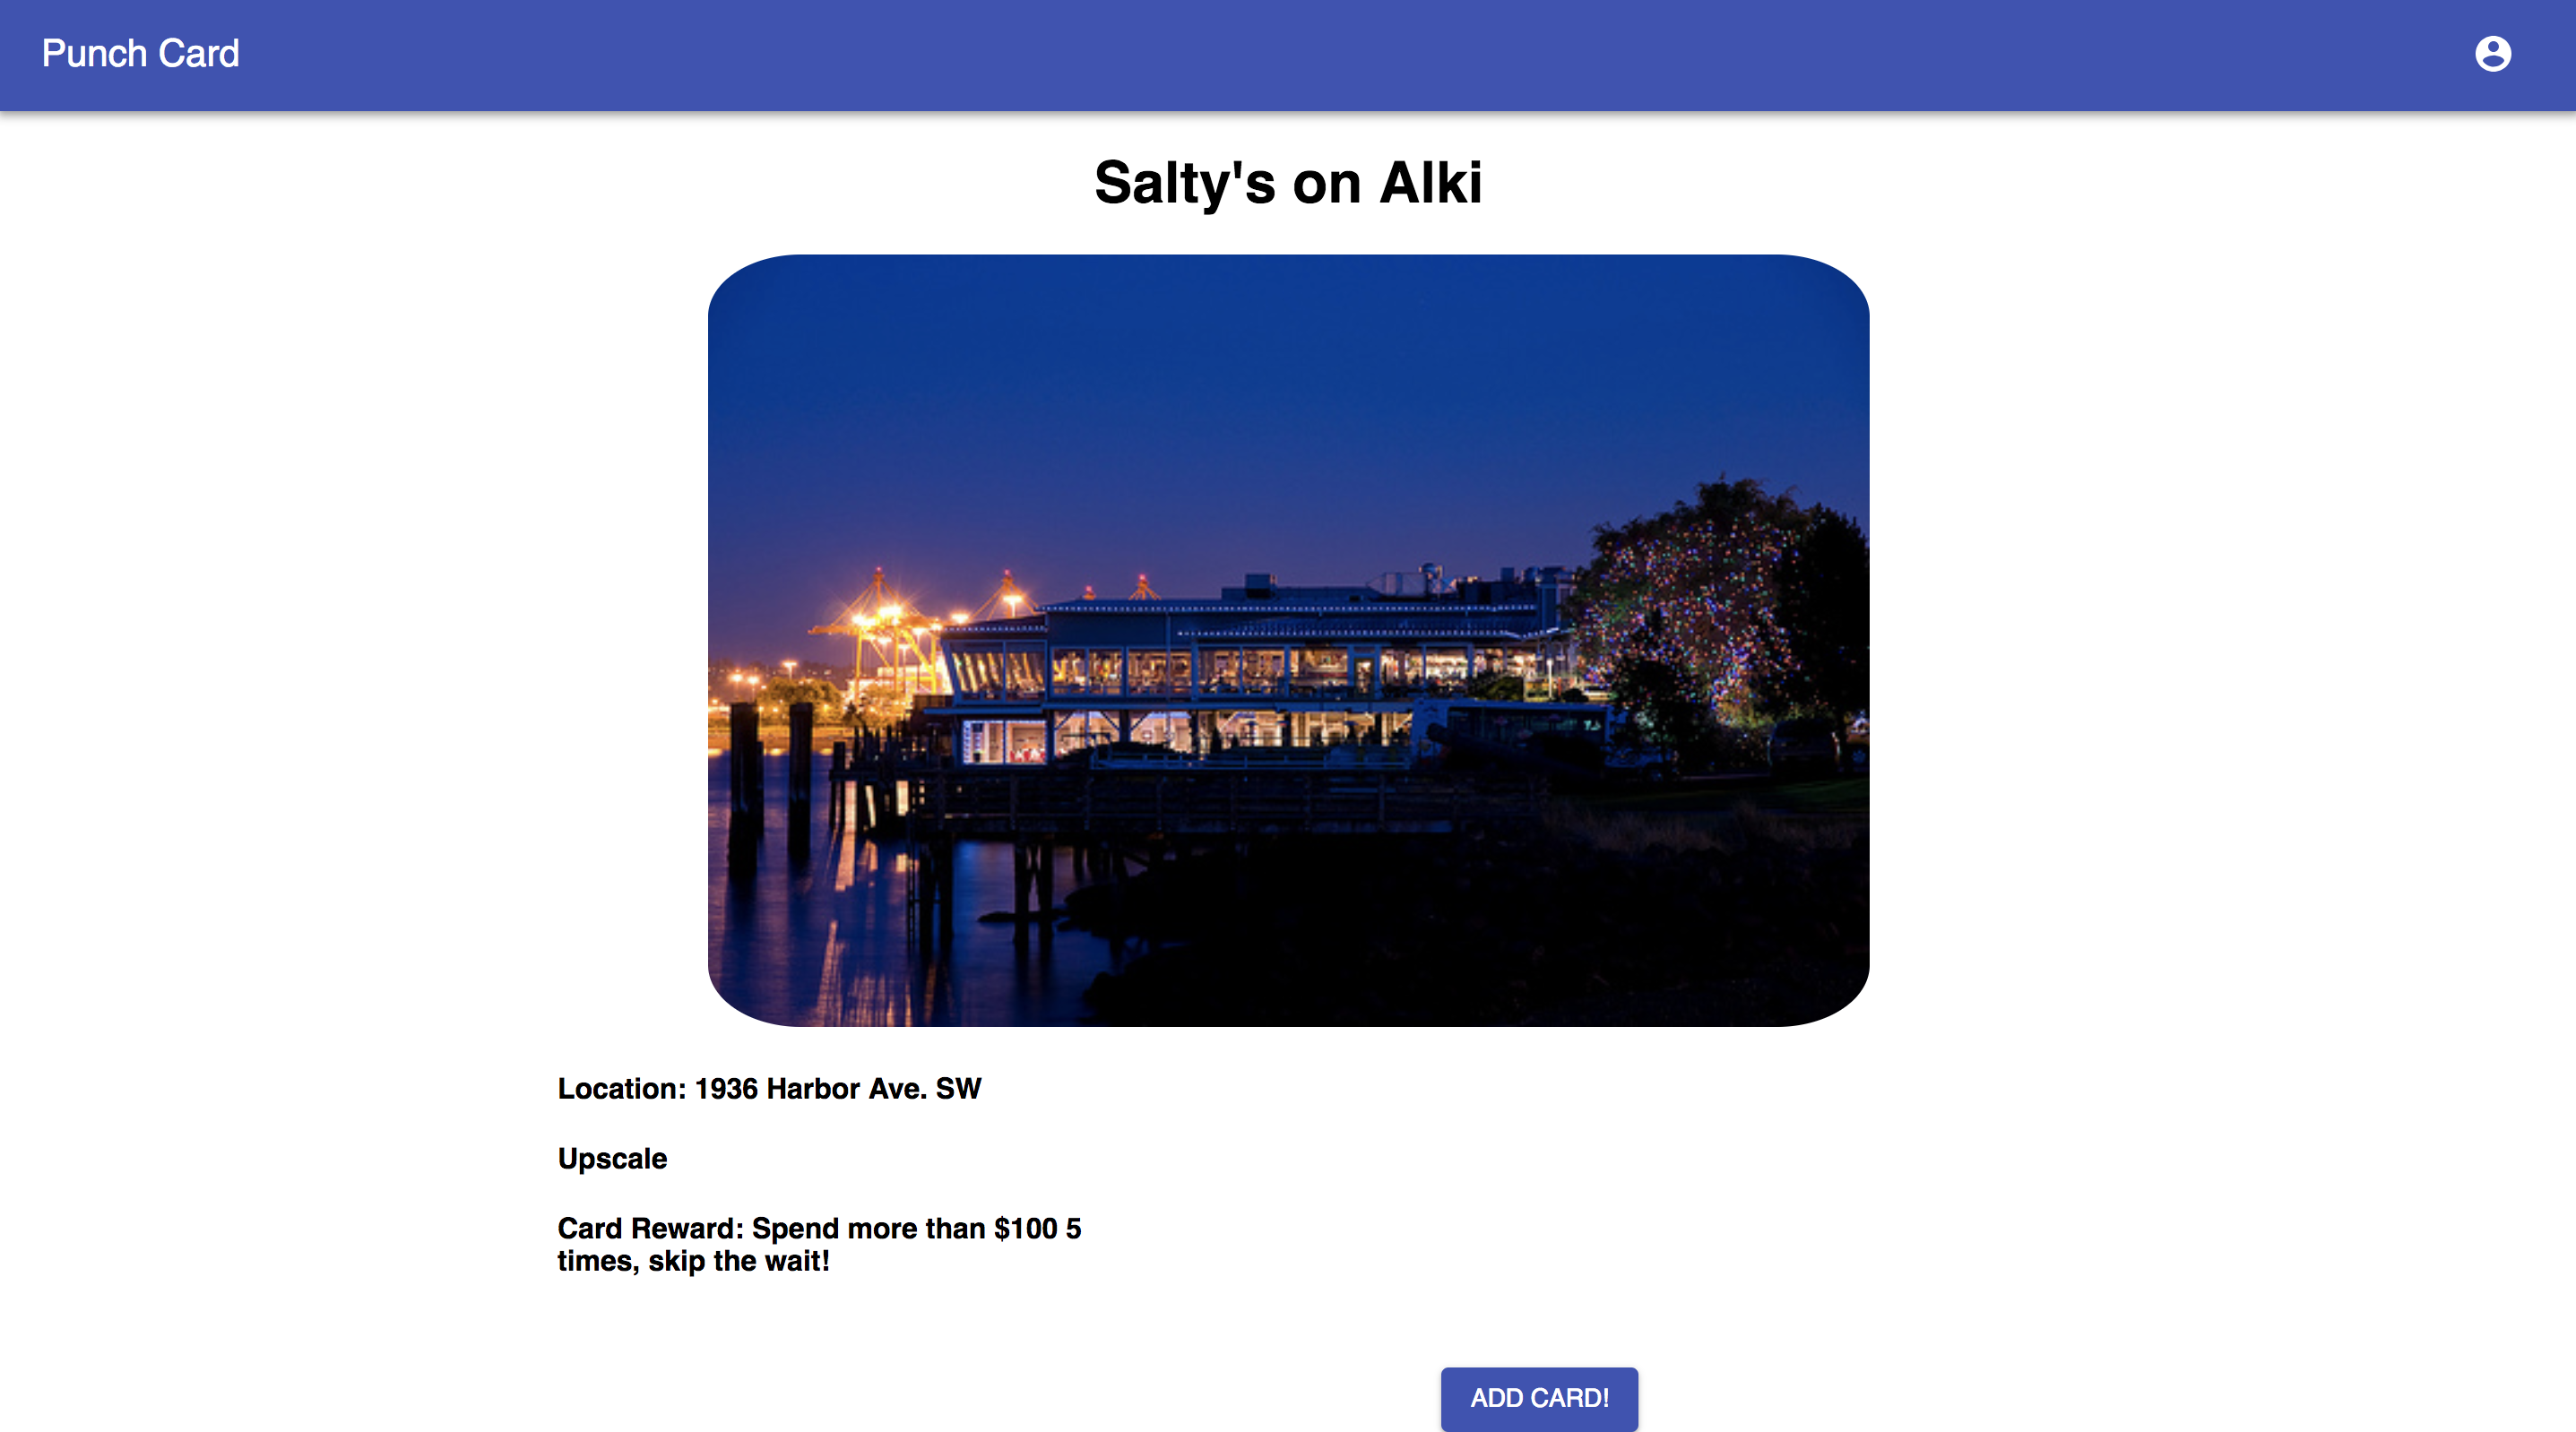 Punch Card
Salty's on Alki
Location: 1936 Harbor Ave. SW
Upscale
Card Reward: Spend more than $100 5
times, skip the wait!
ADD CARD!